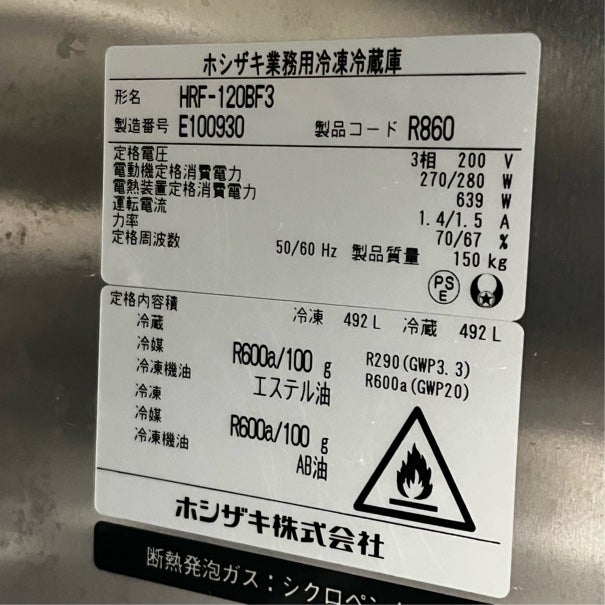 ホシザキ業務用冷凍冷蔵庫
形名 HRF-120BF3
製造番号 E100930 製品コード R860
定格電圧 3相 200 V
電動機定格消費電力 270/280 W
電熱装置定格消費電力 639 W
運転電流 1.4/1.5 A
力率 70/67 %
定格周波数 50/60 Hz 製品質量 150 kg
PS
E
定格内容積 冷凍 492 L 冷蔵 492 L
冷蔵
冷媒 R600a/100 g R290(GWP3.3)
冷凍機油 エステル油 R600a(GWP20)
冷凍
冷媒 R600a/100 g
冷凍機油 AB油
ホシザキ株式会社
断熱発泡ガス：シクロペン